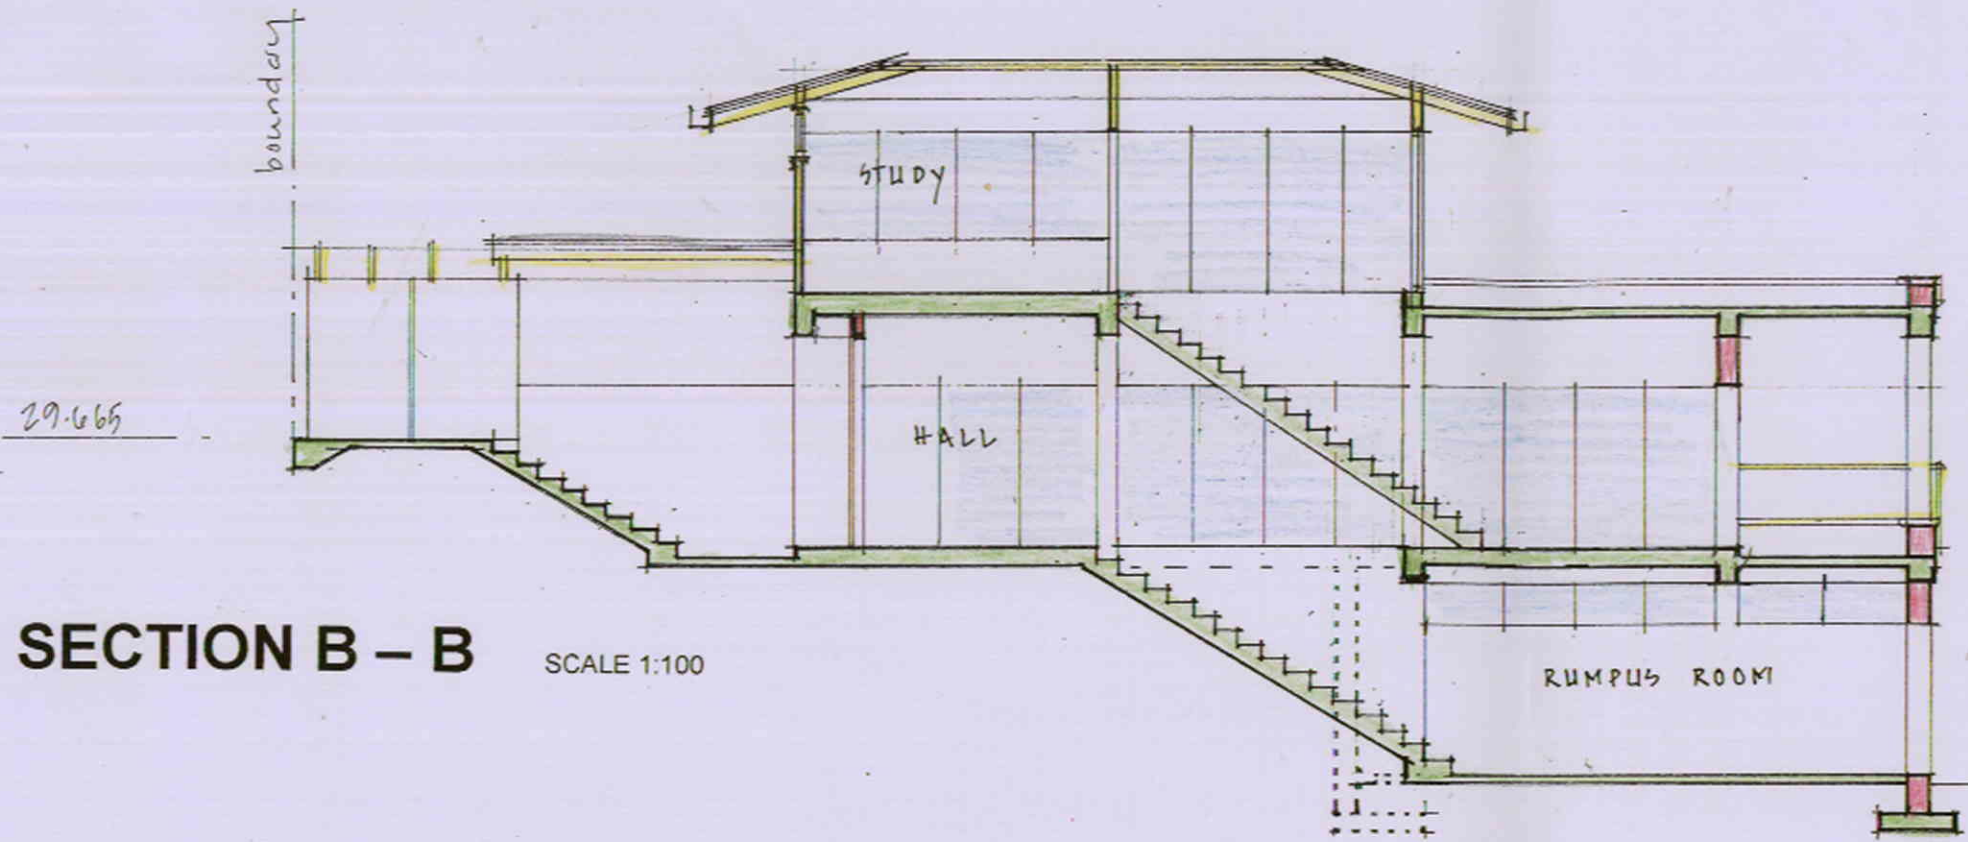 boundary
STUDY
29.665
HALL
SECTION B – B
SCALE 1:100
RUMPUS ROOM